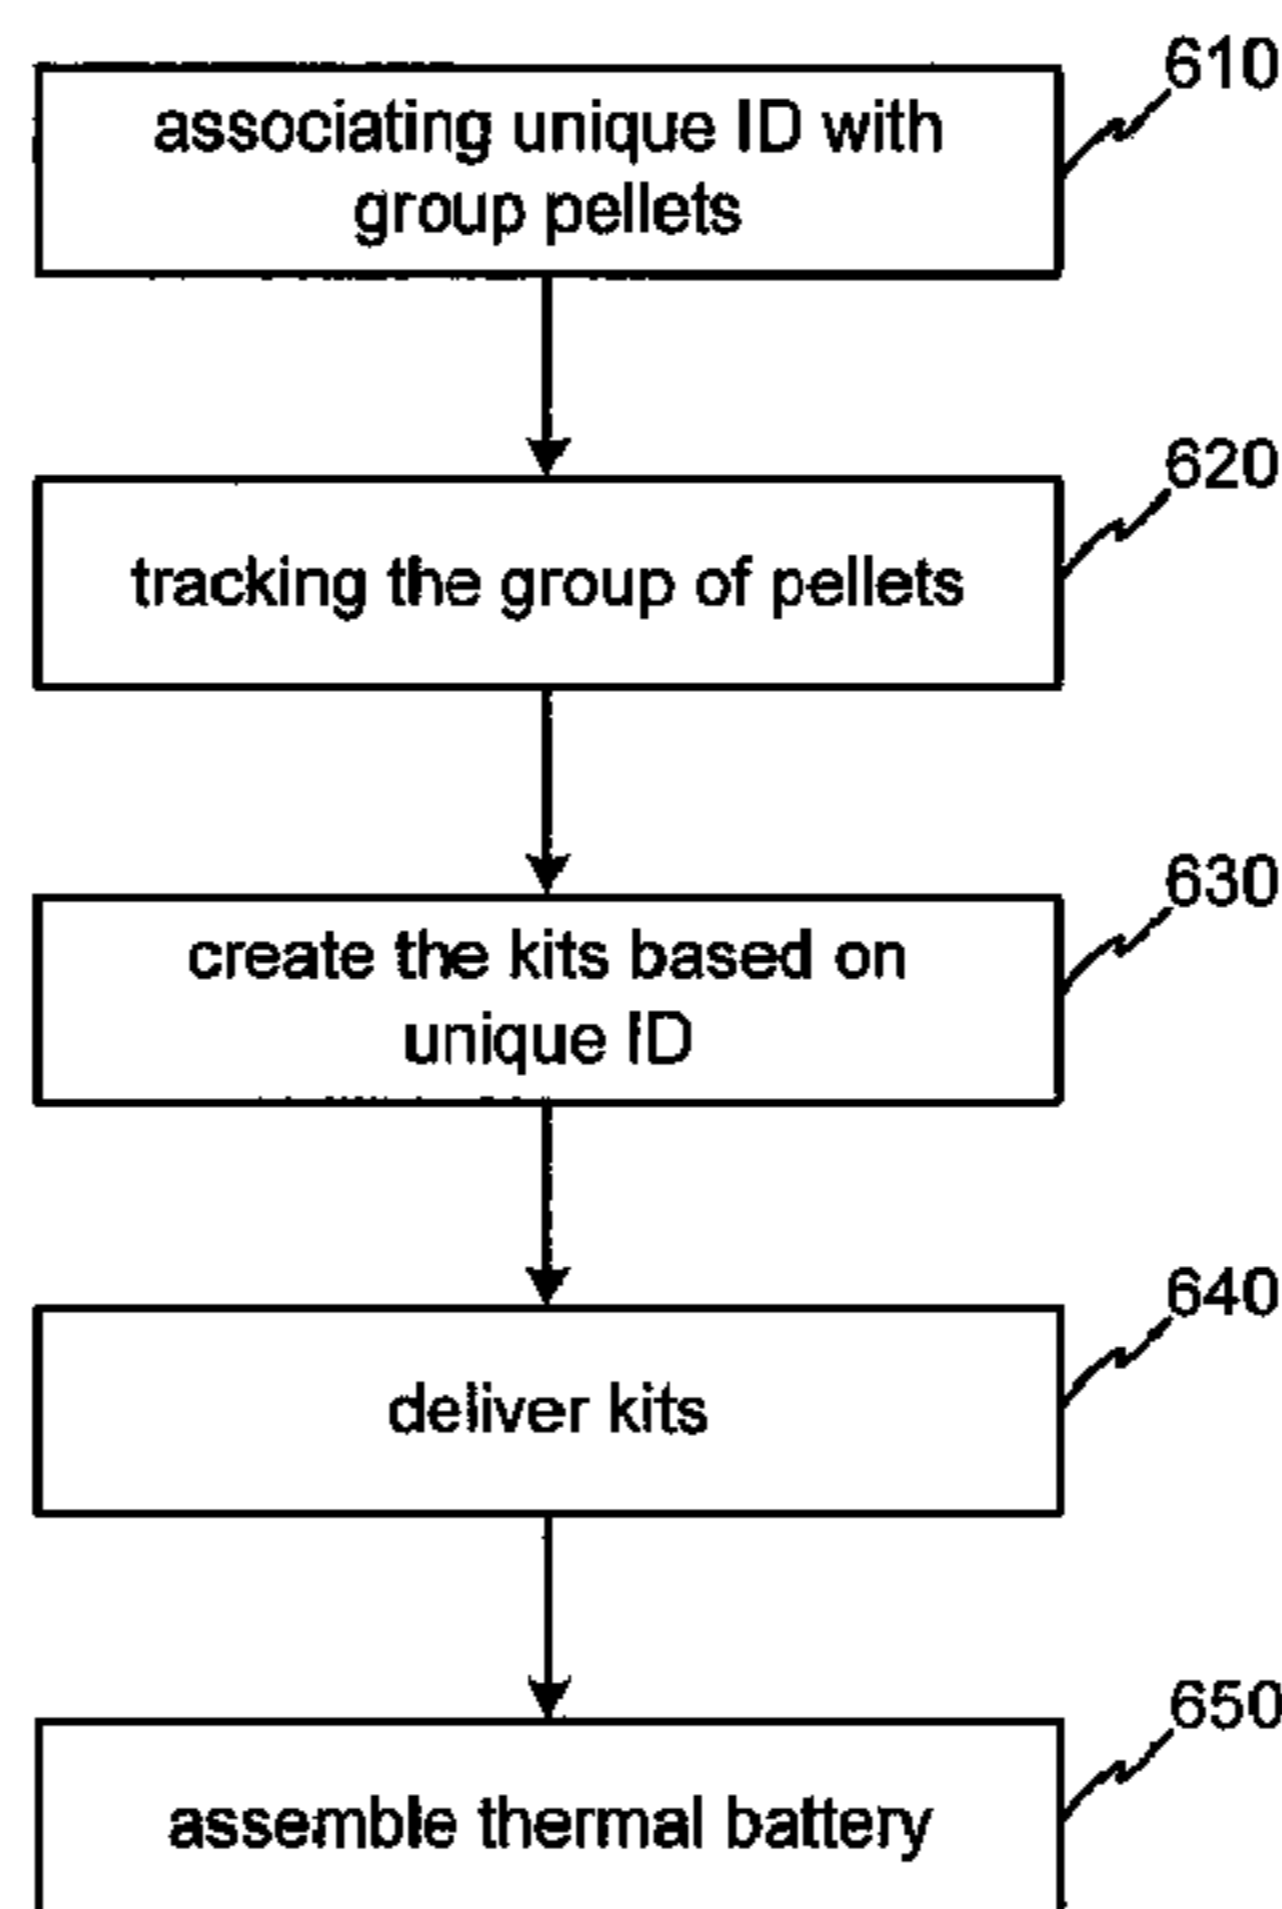 610
associating unique ID with
group pellets
620
tracking the group of pellets
630
create the kits based on
unique ID
640
deliver kits
650
assemble thermal battery